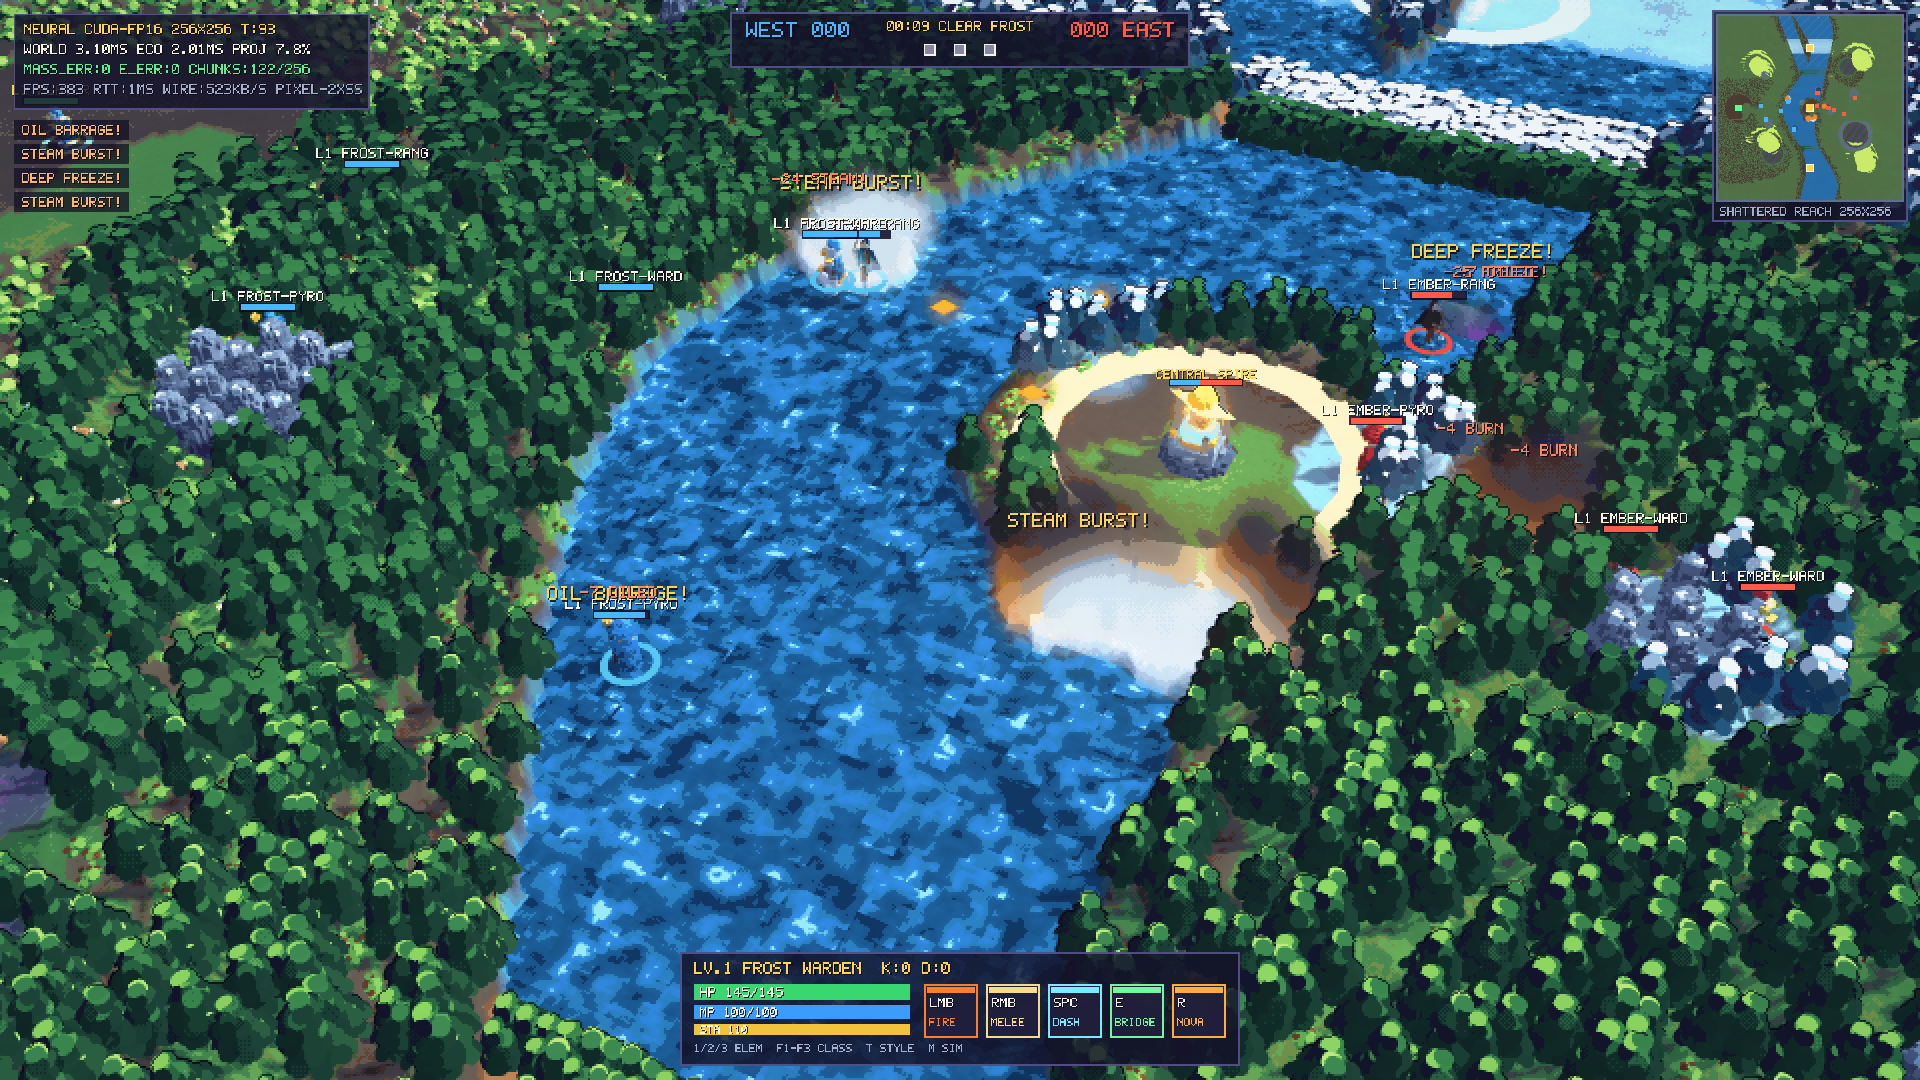 NEURAL CUDA-FP16 256X256 T:93
WORLD 3.10MS ECO 2.01MS PROJ 7.8%
MASS_ERR:0 E_ERR:0 CHUNKS:122/256
FPS:383 RTT:1MS WIRE:523KB/S PIXEL-2XSS
OIL BARRAGE!
STEAM BURST!
DEEP FREEZE!
STEAM BURST!
WEST 000
00:09 CLEAR FROST
000 EAST
SHATTERED REACH 256X256
L1 FROST-RANG
STEAM BURST!
L1
L1 FROST-WARD
L1 FROST-PYRO
DEEP FREEZE!
L1 EMBER-RANG
CENTRAL SPIRE
L1 EMBER-PYRO
-4 BURN
-4 BURN
STEAM BURST!
L1 EMBER-WARD
L1 EMBER-WARD
OIL BARRAGE!
L1 FROST-PYRO
LV.1 FROST WARDEN K:0 D:0
HP 145/145
MP 100/100
STA 110
LMB
FIRE
RMB
MELEE
SPC
DASH
E
BRIDGE
R
NOVA
1/2/3 ELEM F1-F3 CLASS T STYLE M SIM